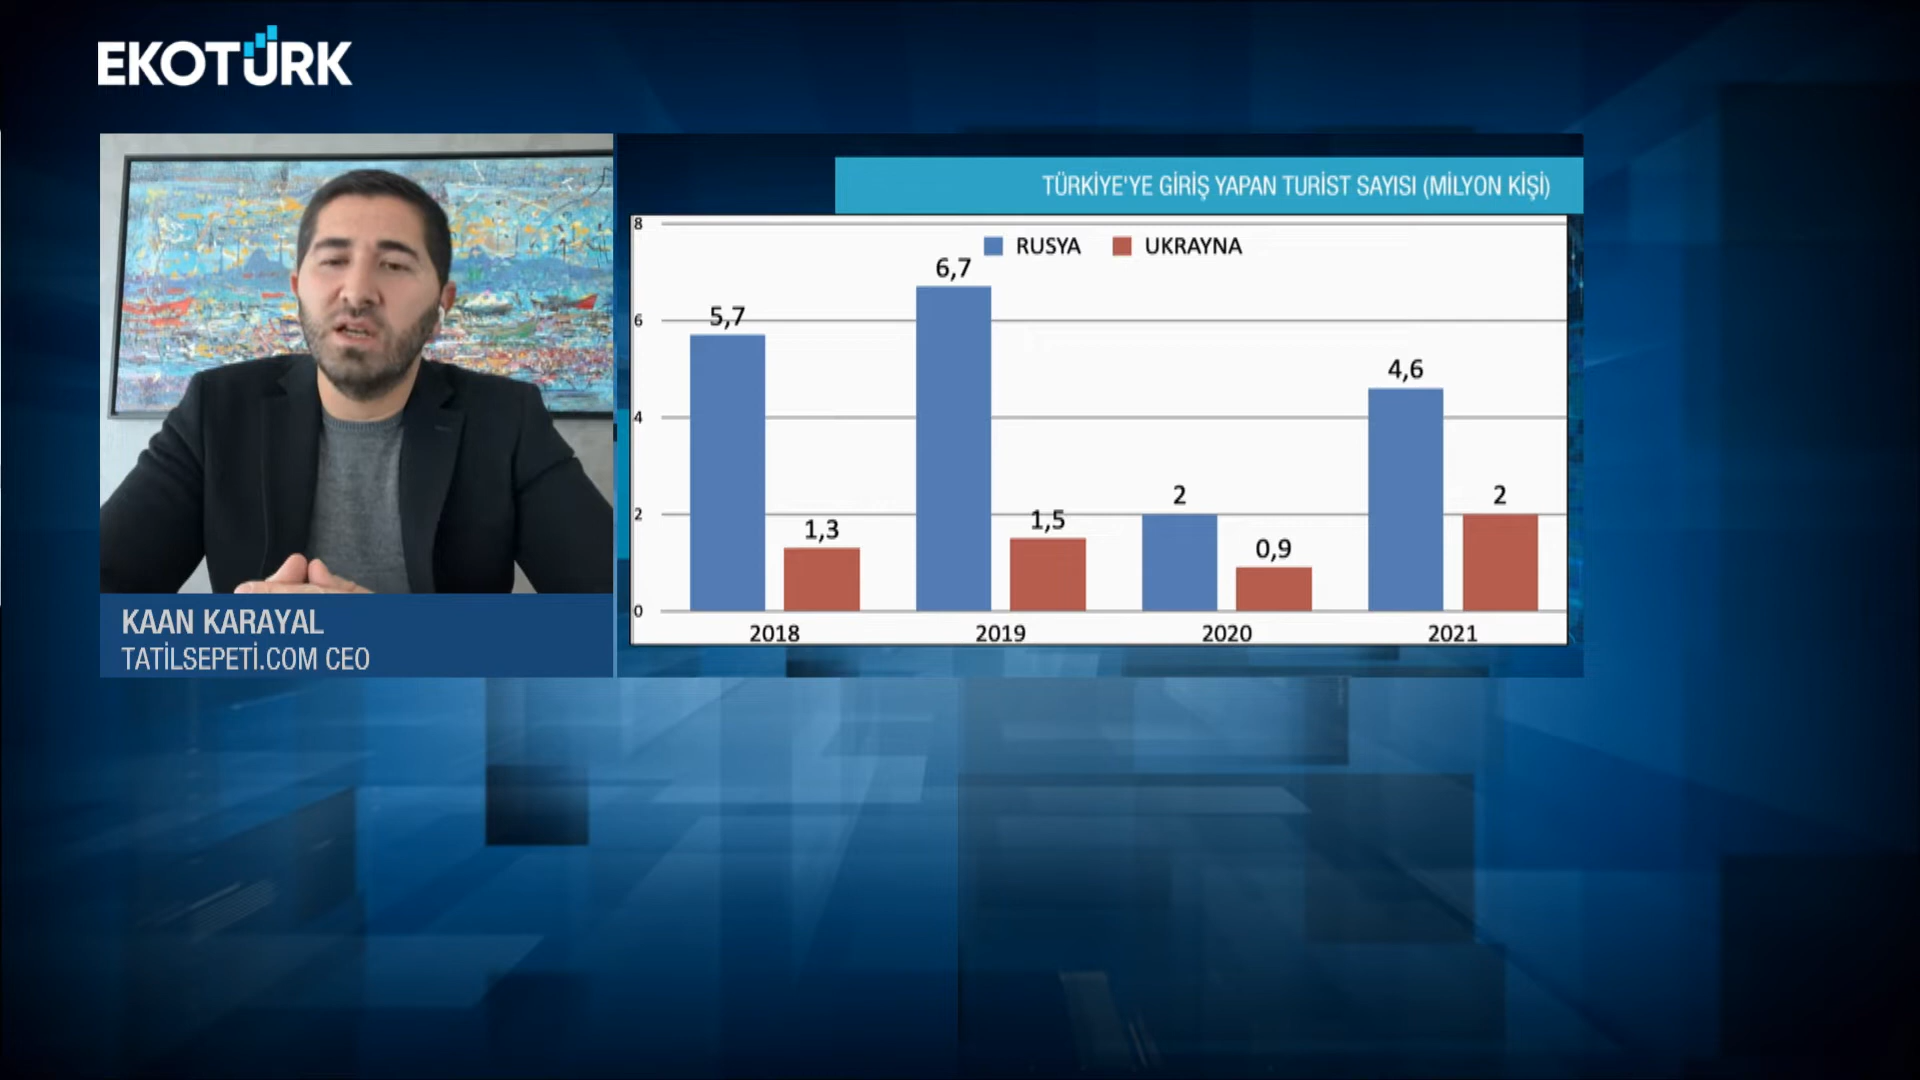 EKOTÜRK
TÜRKİYE'YE GİRİŞ YAPAN TURİST SAYISI (MİLYON KİŞİ)
RUSYA UKRAYNA
8
6
4
2
0
5,7
1,3
6,7
1,5
2
0,9
4,6
2
2018 2019 2020 2021
KAAN KARAYAL
TATİLSEPETİ.COM CEO